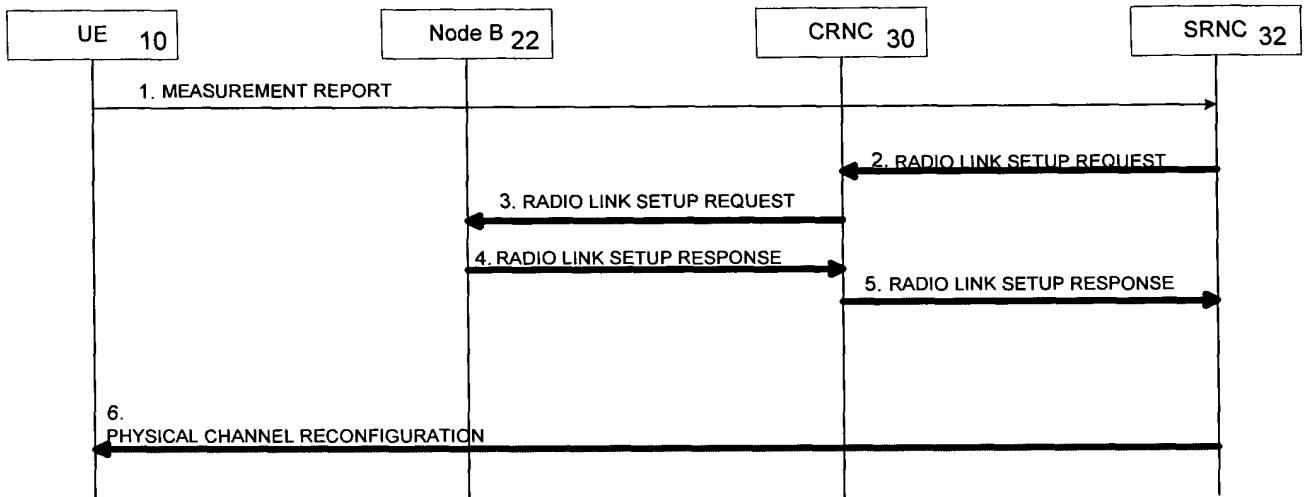 UE 10
Node B 22
CRNC 30
SRNC 32
1. MEASUREMENT REPORT
2. RADIO LINK SETUP REQUEST
3. RADIO LINK SETUP REQUEST
4. RADIO LINK SETUP RESPONSE
5. RADIO LINK SETUP RESPONSE
6.
PHYSICAL CHANNEL RECONFIGURATION